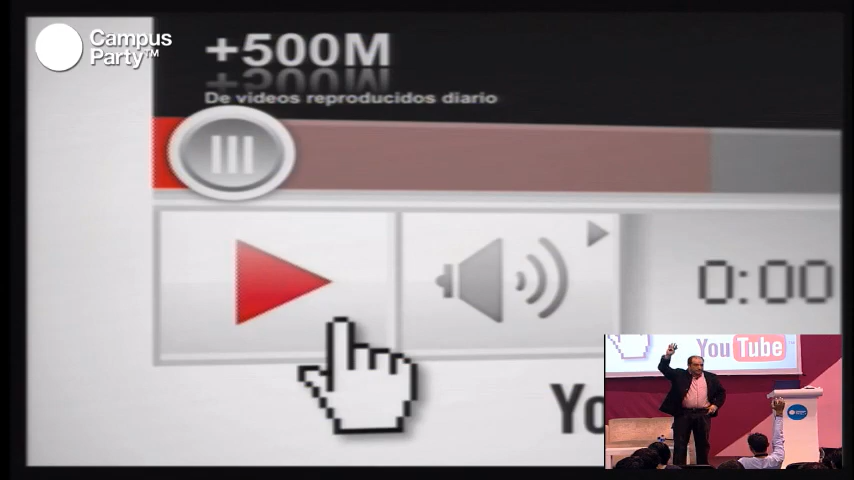 Campus
Party™
+500M
De videos reproducidos diario
0:00
Yo
YouTube